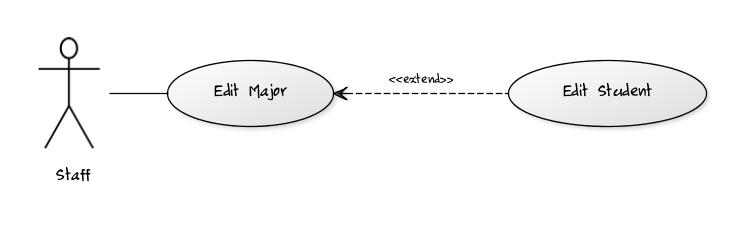 <<extend>>
Edit Major
Edit Student
Staff